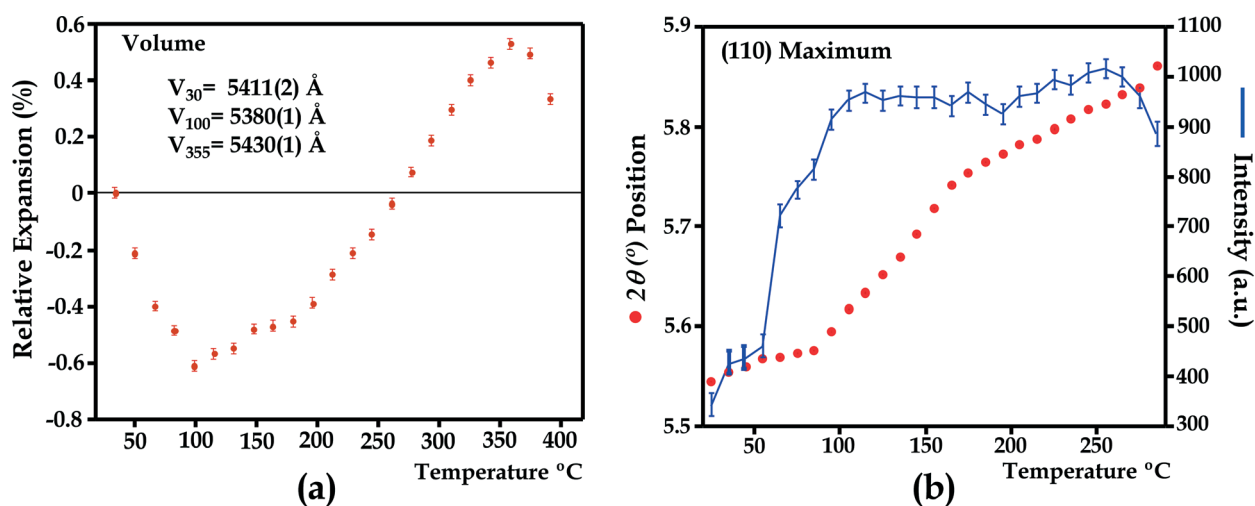 Relative Expansion (%)
0.6
0.4
0.2
0
-0.2
-0.4
-0.6
-0.8
Volume
V30= 5411(2) Å
V100= 5380(1) Å
V355= 5430(1) Å
50
100
150
200
250
300
350
400
Temperature ºC
(a)
2θ (º) Position
5.9
5.8
5.7
5.6
5.5
(110) Maximum
50
100
150
200
250
Temperature ºC
(b)
1100
1000
900
800
700
600
500
400
300
Intensity (a.u.)